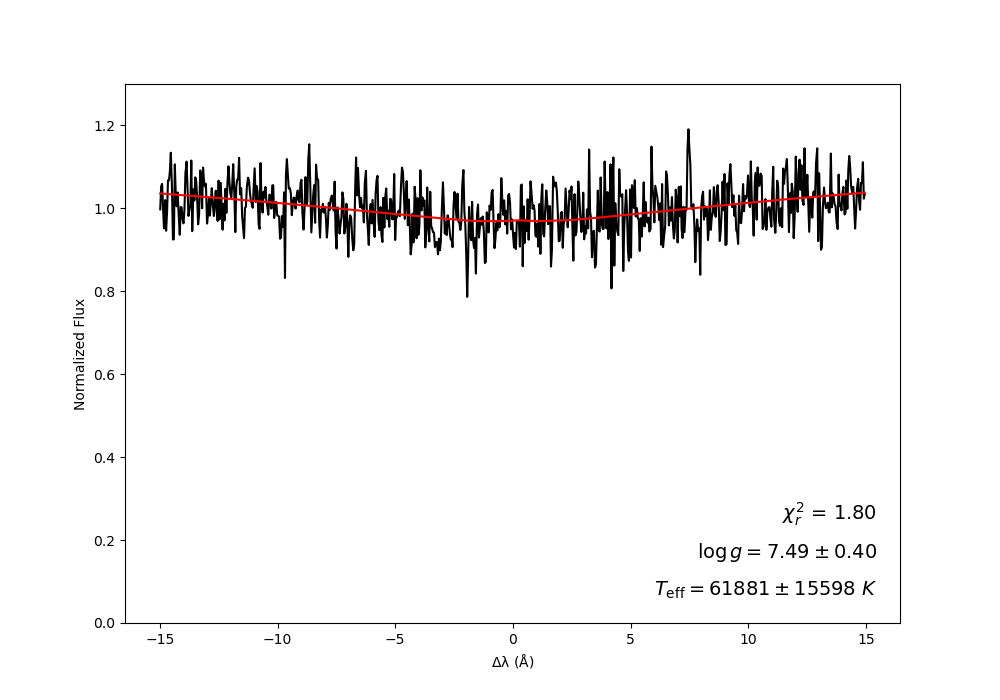 Normalized Flux
1.2
1.0
0.8
0.6
0.4
0.2
0.0
χ²ᵣ = 1.80
log g = 7.49 ± 0.40
T_eff = 61881 ± 15598 K
−15
−10
−5
0
5
10
15
Δλ (Å)